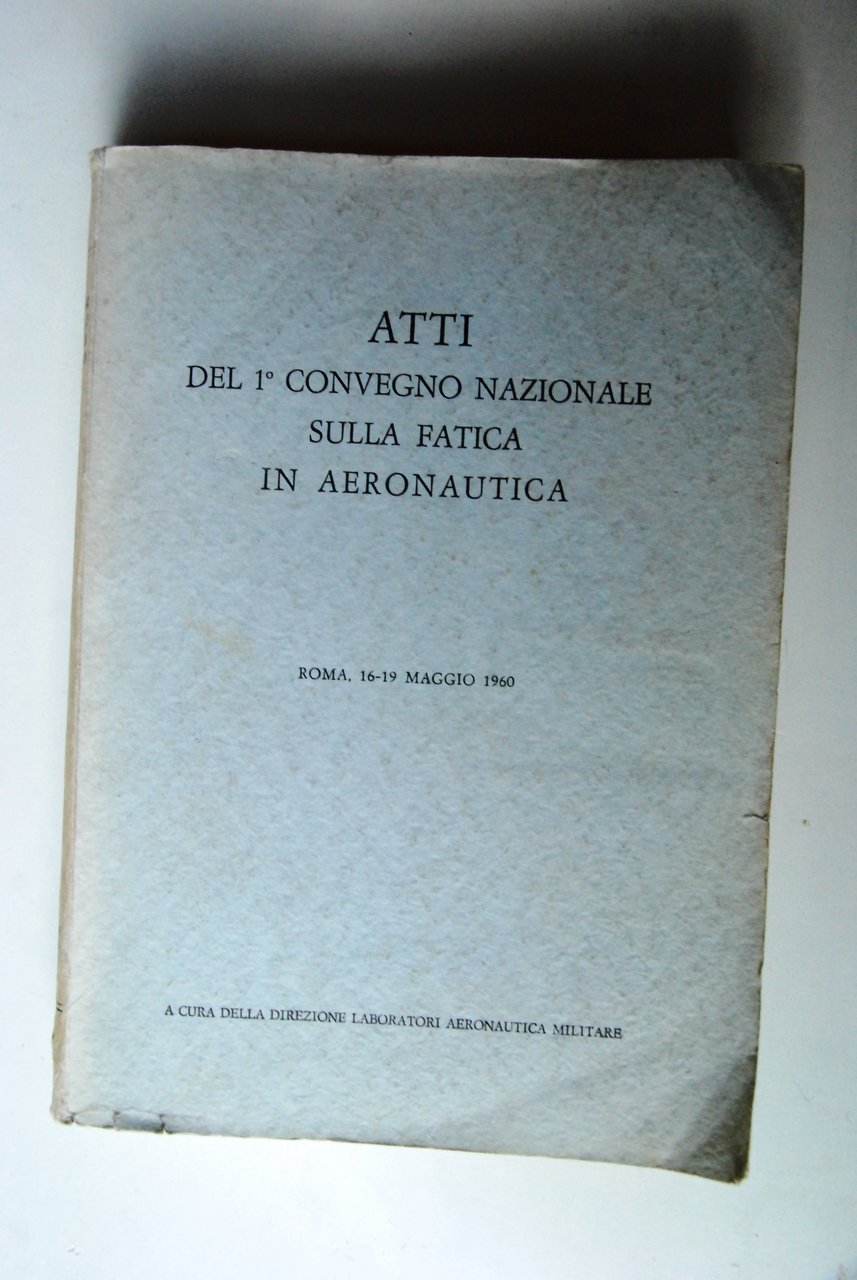 ATTI
DEL 1º CONVEGNO NAZIONALE
SULLA FATICA
IN AERONAUTICA
ROMA, 16-19 MAGGIO 1960
A CURA DELLA DIREZIONE LABORATORI AERONAUTICA MILITARE